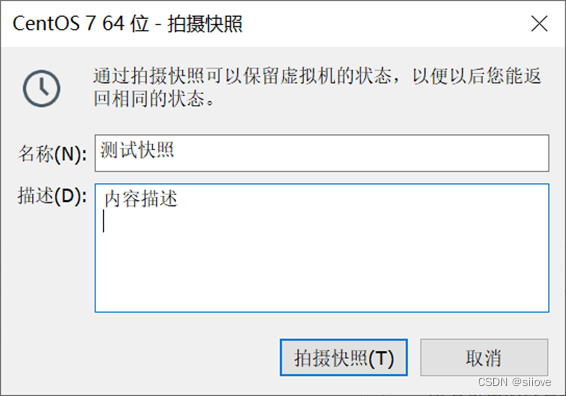 CentOS 7 64 位 - 拍摄快照
通过拍摄快照可以保留虚拟机的状态，以便以后您能返
回相同的状态。
名称(N): 测试快照
描述(D): 内容描述
拍摄快照(T) 取消
CSDN @siiove